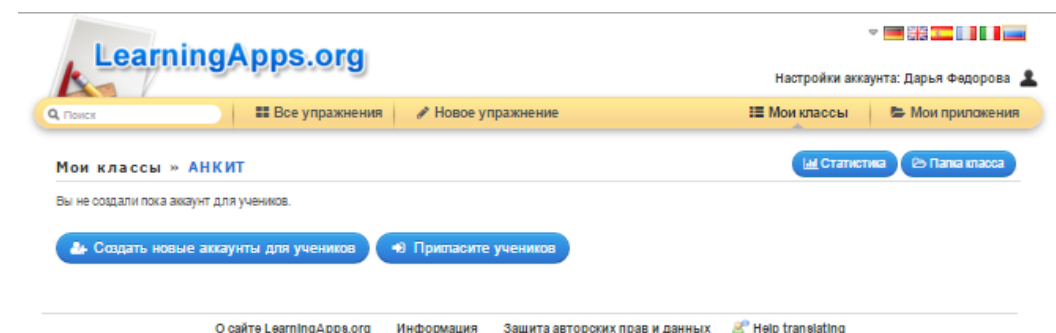 LearningApps.org
Настройки аккаунта: Дарья Федорова
Поиск Все упражнения Новое упражнение Мои классы Мои приложения
Мои классы » АНКИТ Статистика Папка класса
Вы не создали пока аккаунт для учеников.
Создать новые аккаунты для учеников Пригласите учеников
О сайте LearningApps.org Информация Защита авторских прав и данных Help translating